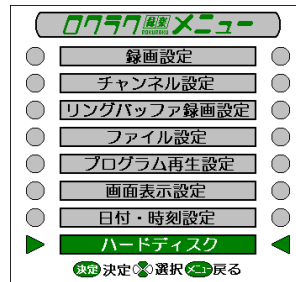 ロクラク録楽メニュー
録画設定
チャンネル設定
リングバッファ録画設定
ファイル設定
プログラム再生設定
画面表示設定
日付・時刻設定
ハードディスク
決定 決定 選択 メニュー 戻る